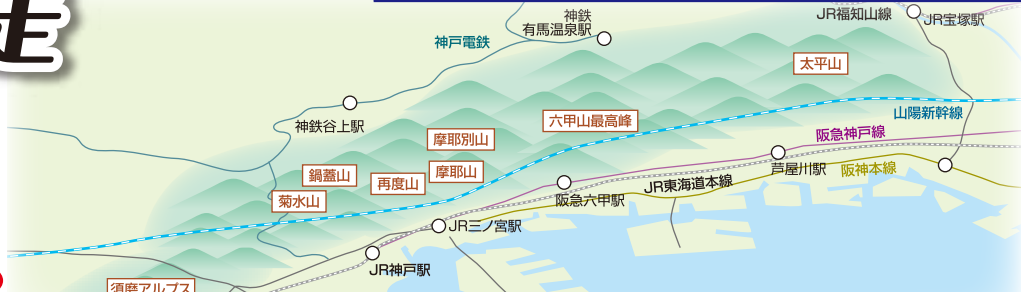 走
神鉄
有馬温泉駅
神戸電鉄
JR福知山線
JR宝塚駅
太平山
神鉄谷上駅
六甲山最高峰
山陽新幹線
摩耶別山
阪急神戸線
鍋蓋山
再度山
摩耶山
芦屋川駅
阪神本線
菊水山
阪急六甲駅
JR東海道本線
JR三ノ宮駅
JR神戸駅
須磨アルプス